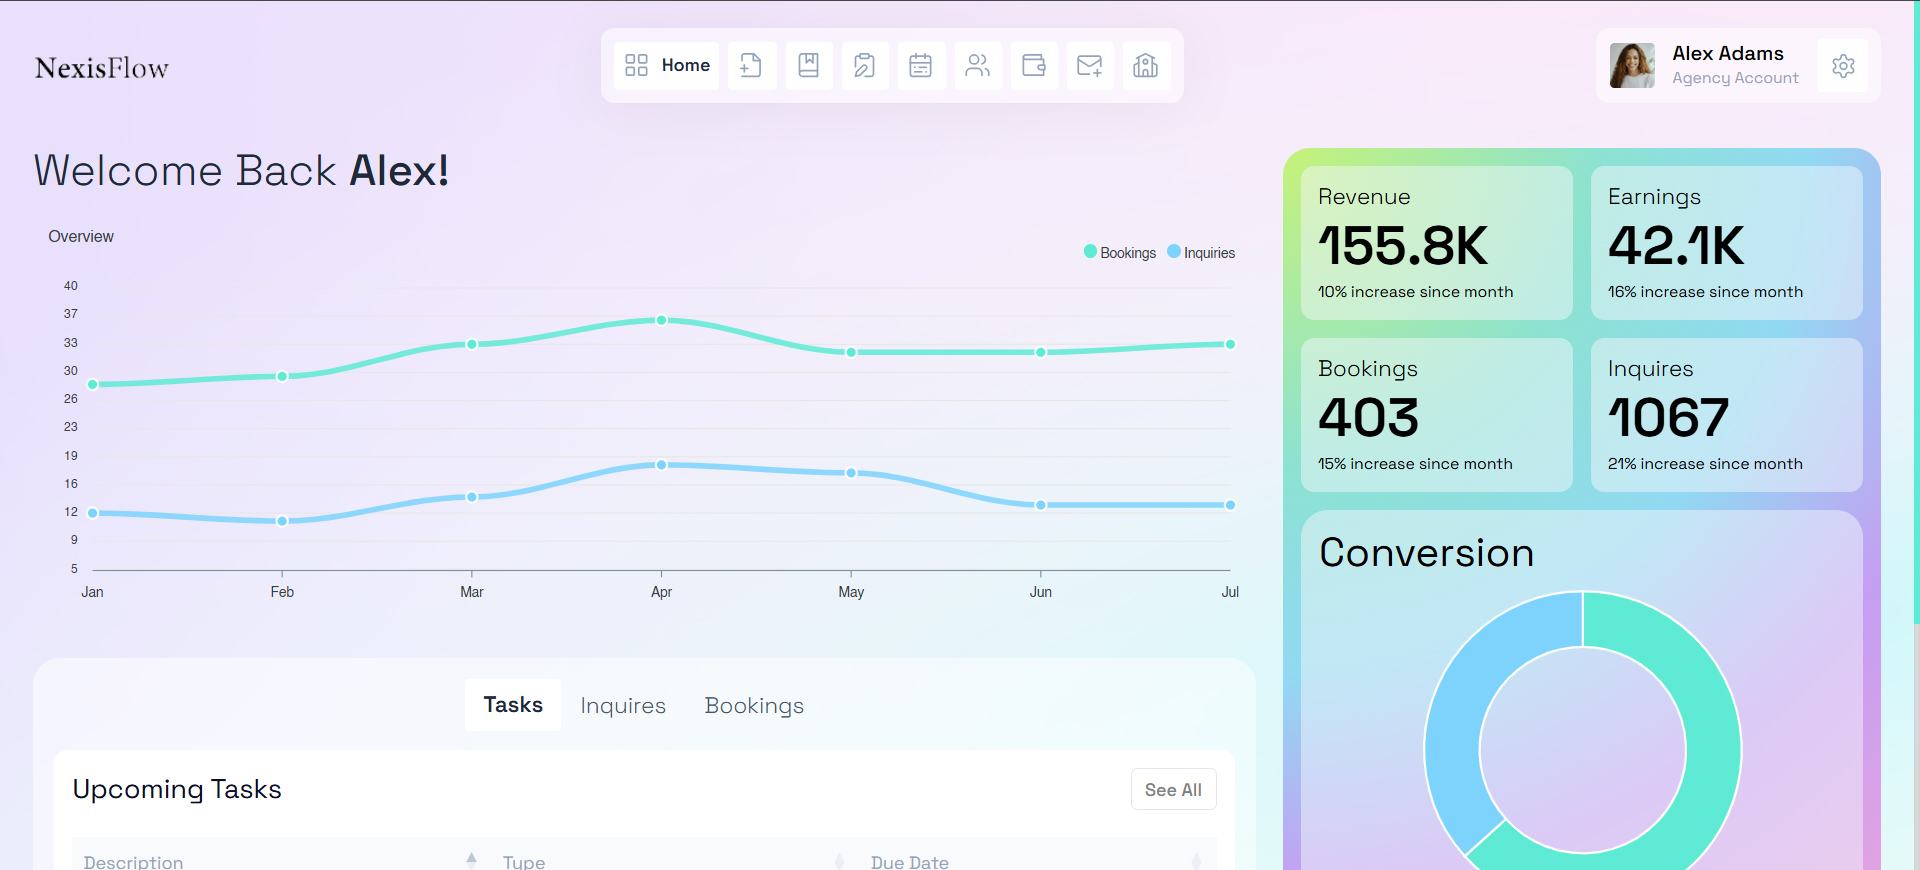 NexisFlow
Home
Alex Adams
Agency Account
Welcome Back Alex!
Overview
Bookings Inquiries
40
37
33
30
26
23
19
16
12
9
5
Jan Feb Mar Apr May Jun Jul
Revenue
155.8K
10% increase since month
Earnings
42.1K
16% increase since month
Bookings
403
15% increase since month
Inquires
1067
21% increase since month
Conversion
Tasks Inquires Bookings
Upcoming Tasks
See All
Description Type Due Date